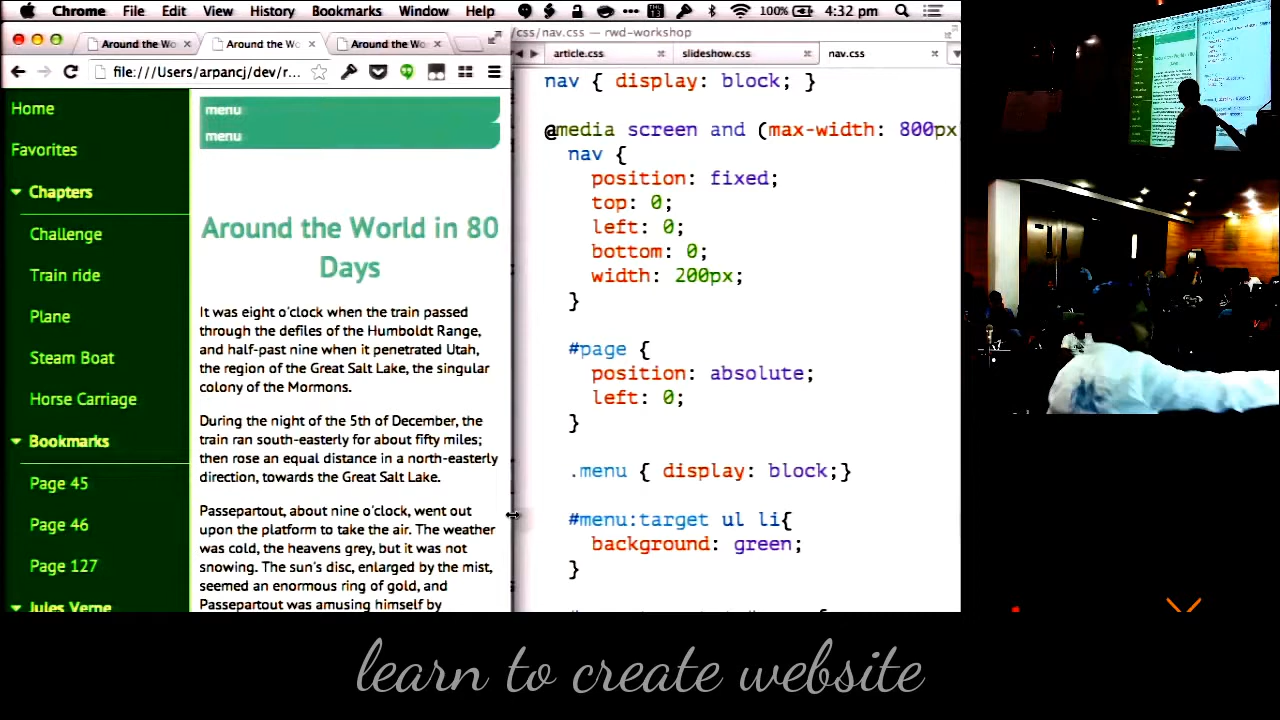 Chrome File Edit View History Bookmarks Window Help 100% 4:32 pm
/css/nav.css — rwd-workshop
Around the Wo Around the Wo Around the Wo
article.css slideshow.css nav.css
file:///Users/arpancj/dev/r...
Home
Favorites
Chapters
Challenge
Train ride
Plane
Steam Boat
Horse Carriage
Bookmarks
Page 45
Page 46
Page 127
Jules Verne
menu
menu
Around the World in 80
Days
It was eight o'clock when the train passed
through the defiles of the Humboldt Range,
and half-past nine when it penetrated Utah,
the region of the Great Salt Lake, the singular
colony of the Mormons.
During the night of the 5th of December, the
train ran south-easterly for about fifty miles;
then rose an equal distance in a north-easterly
direction, towards the Great Salt Lake.
Passepartout, about nine o'clock, went out
upon the platform to take the air. The weather
was cold, the heavens grey, but it was not
snowing. The sun's disc, enlarged by the mist,
seemed an enormous ring of gold, and
Passepartout was amusing himself by
nav { display: block; }
@media screen and (max-width: 800px
nav {
position: fixed;
top: 0;
left: 0;
bottom: 0;
width: 200px;
}
#page {
position: absolute;
left: 0;
}
.menu { display: block;}
#menu:target ul li{
background: green;
}
learn to create website